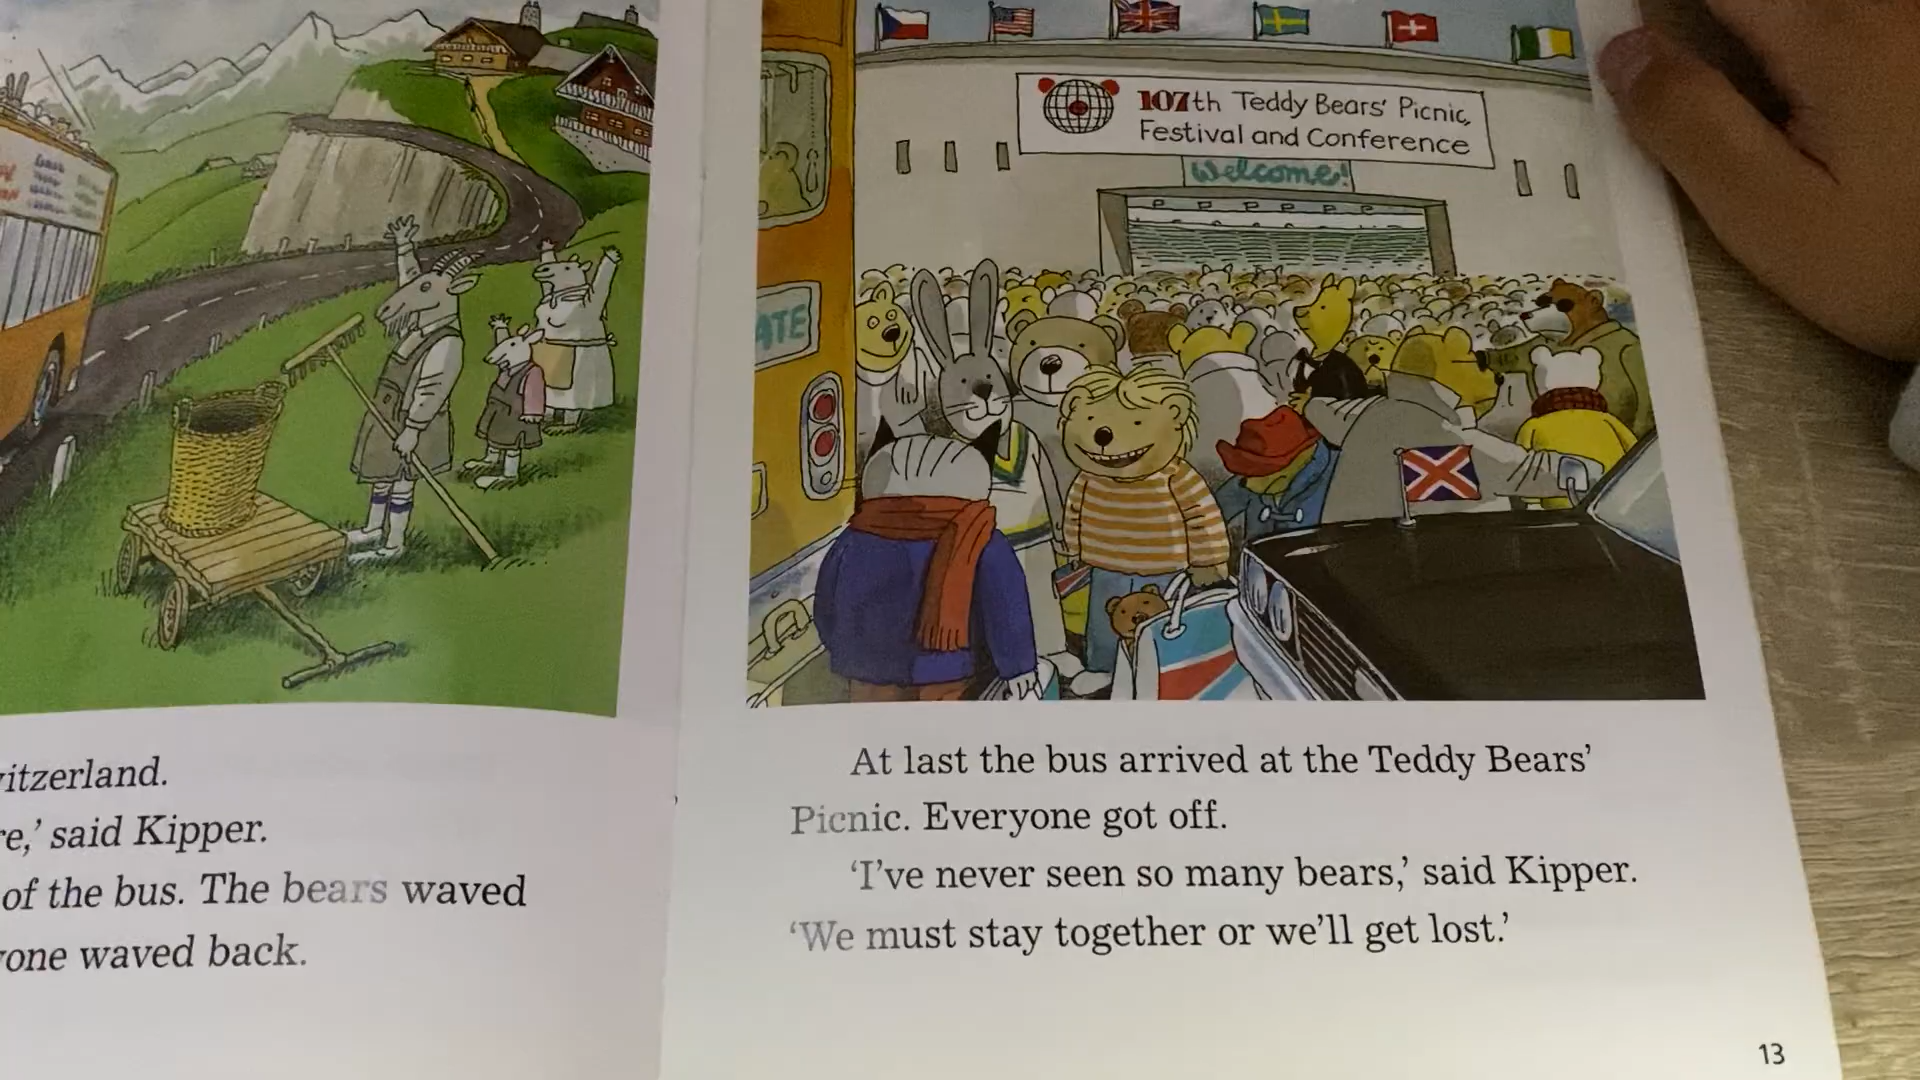 107th Teddy Bears' Picnic,
Festival and Conference
Welcome!
ATE
witzerland.
re,' said Kipper.
of the bus. The bears waved
yone waved back.
At last the bus arrived at the Teddy Bears'
Picnic. Everyone got off.
'I've never seen so many bears,' said Kipper.
'We must stay together or we'll get lost.'
13